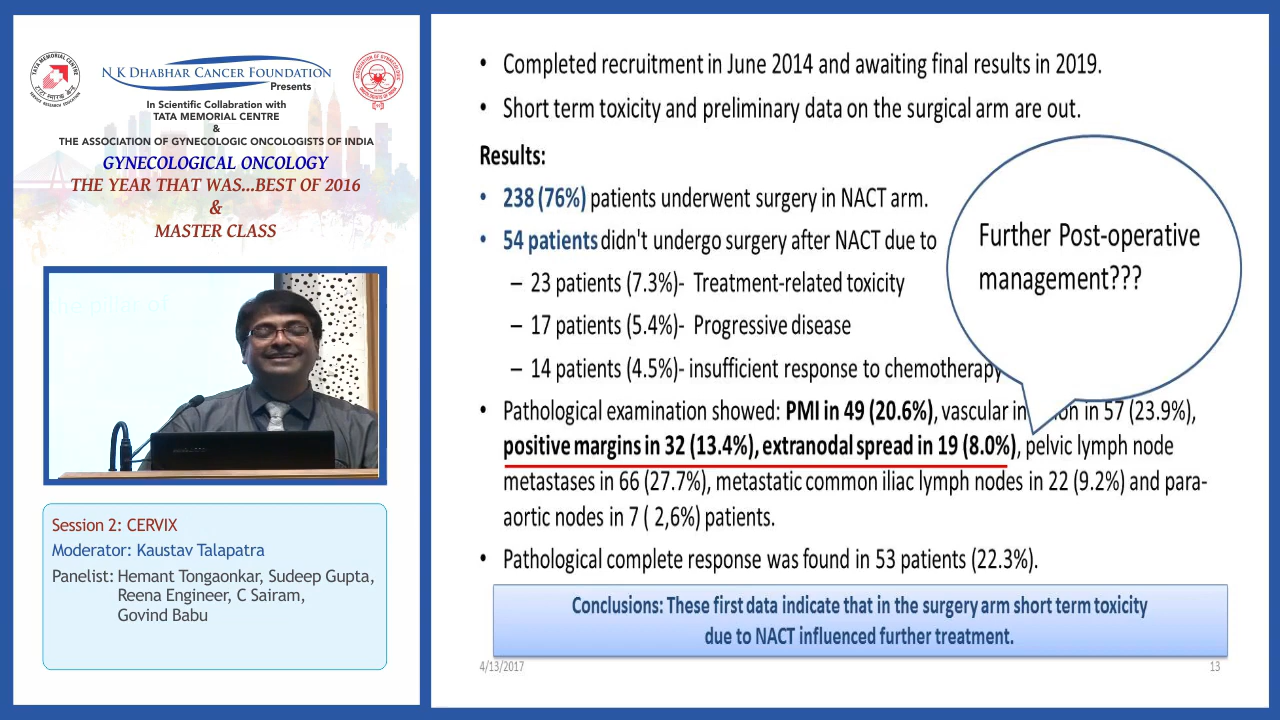 N K DHABHAR CANCER FOUNDATION
Presents
In Scientific Collabration with
TATA MEMORIAL CENTRE
&
THE ASSOCIATION OF GYNECOLOGIC ONCOLOGISTS OF INDIA
GYNECOLOGICAL ONCOLOGY
THE YEAR THAT WAS...BEST OF 2016
&
MASTER CLASS
the pillar of
Session 2: CERVIX
Moderator: Kaustav Talapatra
Panelist: Hemant Tongaonkar, Sudeep Gupta,
Reena Engineer, C Sairam,
Govind Babu
• Completed recruitment in June 2014 and awaiting final results in 2019.
• Short term toxicity and preliminary data on the surgical arm are out.
Results:
• 238 (76%) patients underwent surgery in NACT arm.
• 54 patients didn't undergo surgery after NACT due to
– 23 patients (7.3%)- Treatment-related toxicity
– 17 patients (5.4%)- Progressive disease
– 14 patients (4.5%)- insufficient response to chemotherapy
• Pathological examination showed: PMI in 49 (20.6%), vascular in 57 (23.9%),
positive margins in 32 (13.4%), extranodal spread in 19 (8.0%), pelvic lymph node
metastases in 66 (27.7%), metastatic common iliac lymph nodes in 22 (9.2%) and para-
aortic nodes in 7 ( 2,6%) patients.
• Pathological complete response was found in 53 patients (22.3%).
Further Post-operative
management???
Conclusions: These first data indicate that in the surgery arm short term toxicity
due to NACT influenced further treatment.
4/13/2017
13